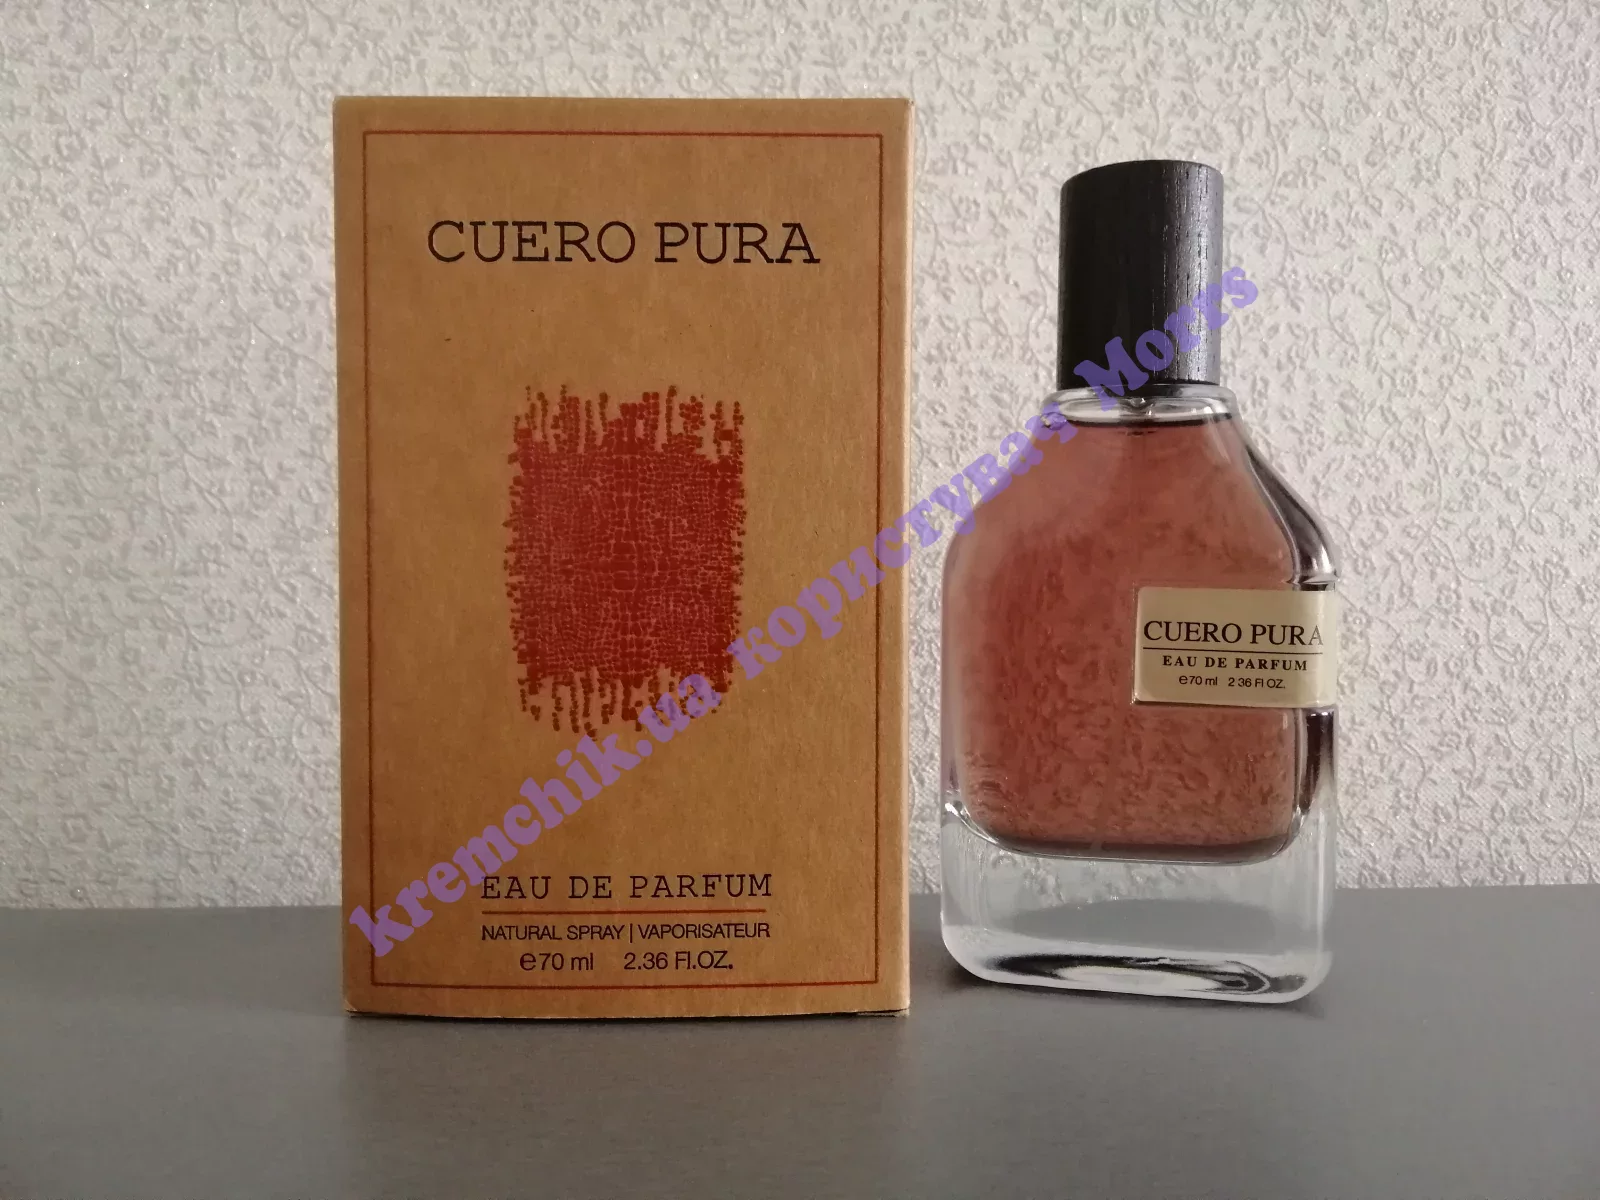 CUERO PURA
EAU DE PARFUM
NATURAL SPRAY | VAPORISATEUR
℮70 ml 2.36 Fl.OZ.
CUERO PURA
EAU DE PARFUM
℮70 ml 2 36 Fl OZ.
kremchik.ua користувач Morrs